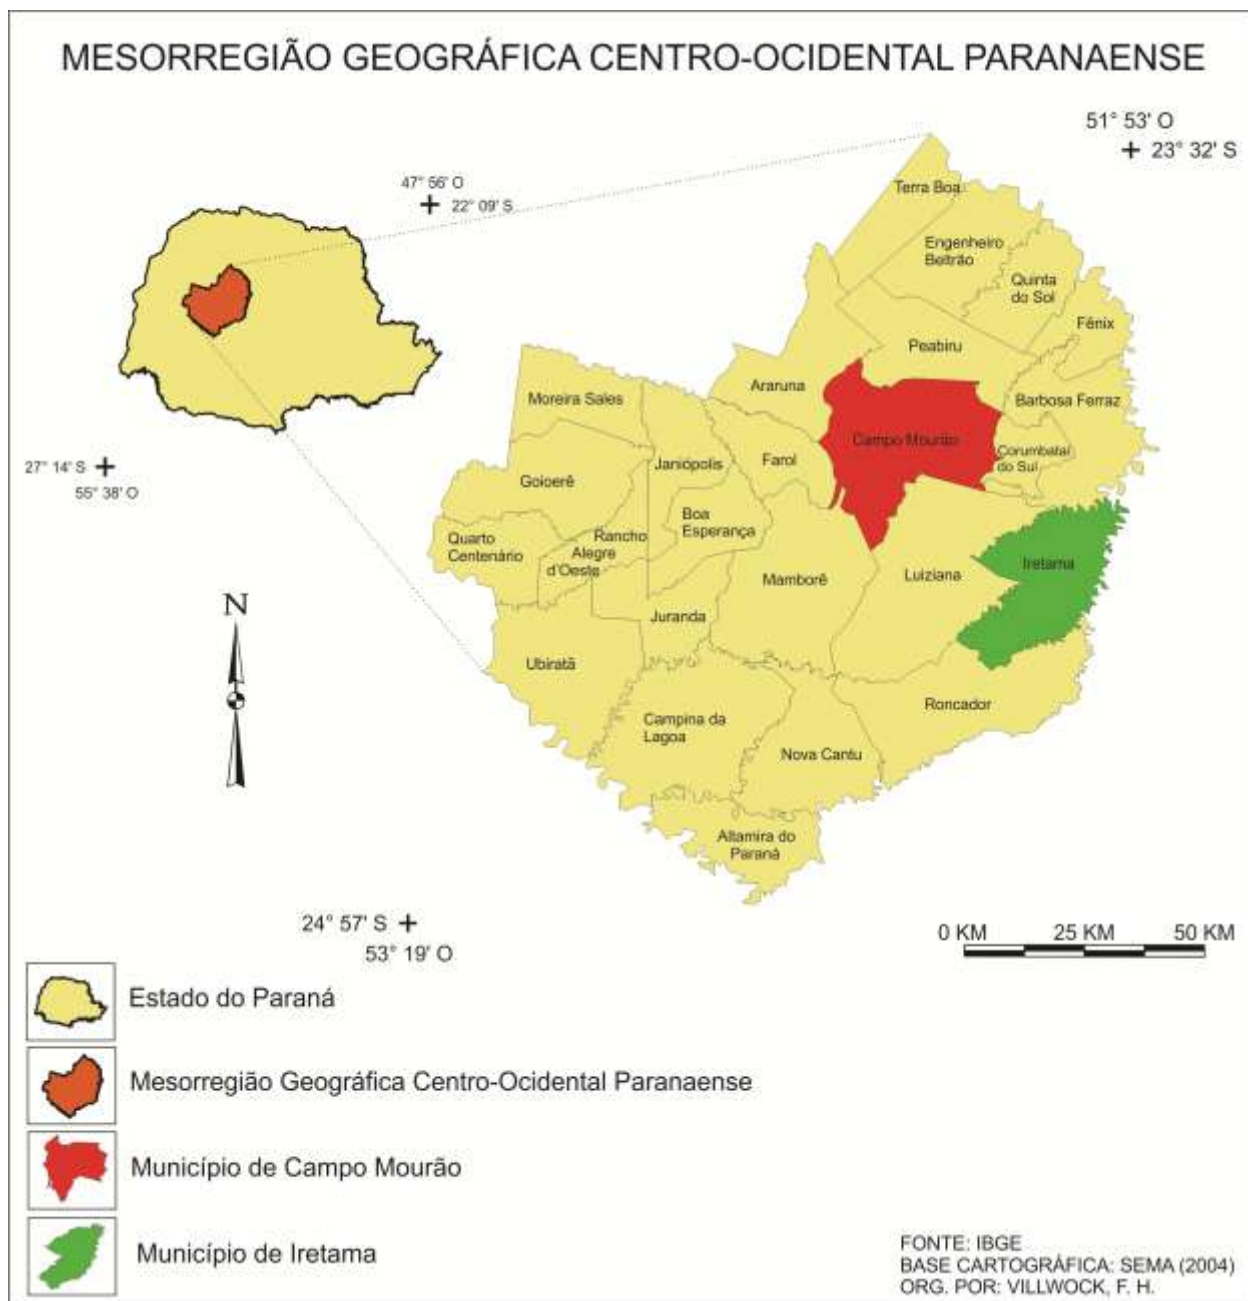 MESORREGIÃO GEOGRÁFICA CENTRO-OCIDENTAL PARANAENSE
51° 53' O
23° 32' S
47° 56' O
22° 09' S
27° 14' S
55° 38' O
Terra Boa
Engenheiro
Beltrão
Quinta
do Sol
Fênix
Peabiru
Araruna
Barbosa Ferraz
Moreira Sales
Campo Mourão
Corumbataí
do Sul
Farol
Janiópolis
Goioerê
Boa
Esperança
Rancho
Alegre
d'Oeste
Quarto
Centenário
Mamborê
Luiziana
Iretama
Juranda
Ubiratã
Roncador
Campina da
Lagoa
Nova Cantu
Altamira do
Paraná
N
24° 57' S
53° 19' O
0 KM 25 KM 50 KM
Estado do Paraná
Mesorregião Geográfica Centro-Ocidental Paranaense
Município de Campo Mourão
Município de Iretama
FONTE: IBGE
BASE CARTOGRÁFICA: SEMA (2004)
ORG. POR: VILLWOCK, F. H.